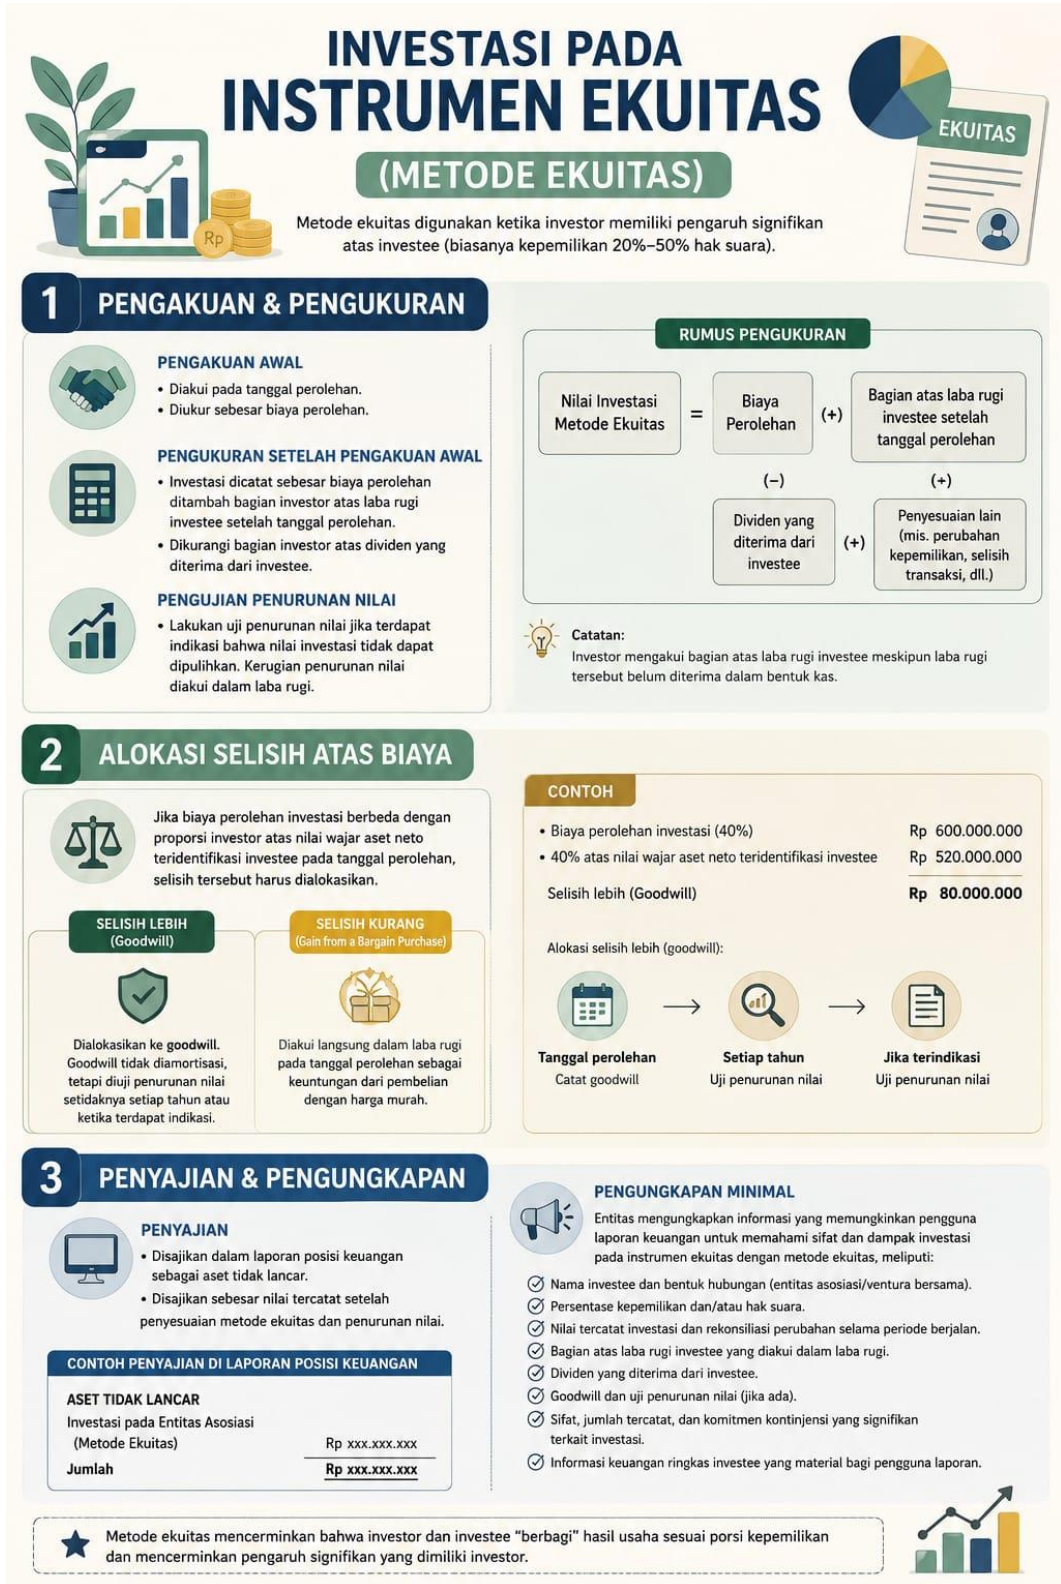 INVESTASI PADA
INSTRUMEN EKUITAS
(METODE EKUITAS)
Metode ekuitas digunakan ketika investor memiliki pengaruh signifikan
atas investee (biasanya kepemilikan 20%–50% hak suara).
Rp
EKUITAS
1 PENGAKUAN & PENGUKURAN
PENGAKUAN AWAL
• Diakui pada tanggal perolehan.
• Diukur sebesar biaya perolehan.
PENGUKURAN SETELAH PENGAKUAN AWAL
• Investasi dicatat sebesar biaya perolehan
ditambah bagian investor atas laba rugi
investee setelah tanggal perolehan.
• Dikurangi bagian investor atas dividen yang
diterima dari investee.
PENGUJIAN PENURUNAN NILAI
• Lakukan uji penurunan nilai jika terdapat
indikasi bahwa nilai investasi tidak dapat
dipulihkan. Kerugian penurunan nilai
diakui dalam laba rugi.
RUMUS PENGUKURAN
Nilai Investasi
Metode Ekuitas
=
Biaya
Perolehan
(+)
Bagian atas laba rugi
investee setelah
tanggal perolehan
(–)
(+)
Dividen yang
diterima dari
investee
(+)
Penyesuaian lain
(mis. perubahan
kepemilikan, selisih
transaksi, dll.)
Catatan:
Investor mengakui bagian atas laba rugi investee meskipun laba rugi
tersebut belum diterima dalam bentuk kas.
2 ALOKASI SELISIH ATAS BIAYA
Jika biaya perolehan investasi berbeda dengan
proporsi investor atas nilai wajar aset neto
teridentifikasi investee pada tanggal perolehan,
selisih tersebut harus dialokasikan.
SELISIH LEBIH
(Goodwill)
Dialokasikan ke goodwill.
Goodwill tidak diamortisasi,
tetapi diuji penurunan nilai
setidaknya setiap tahun atau
ketika terdapat indikasi.
SELISIH KURANG
(Gain from a Bargain Purchase)
Diakui langsung dalam laba rugi
pada tanggal perolehan sebagai
keuntungan dari pembelian
dengan harga murah.
CONTOH
• Biaya perolehan investasi (40%) Rp 600.000.000
• 40% atas nilai wajar aset neto teridentifikasi investee Rp 520.000.000
Selisih lebih (Goodwill) Rp 80.000.000
Alokasi selisih lebih (goodwill):
Tanggal perolehan
Catat goodwill
Setiap tahun
Uji penurunan nilai
Jika terindikasi
Uji penurunan nilai
3 PENYAJIAN & PENGUNGKAPAN
PENYAJIAN
• Disajikan dalam laporan posisi keuangan
sebagai aset tidak lancar.
• Disajikan sebesar nilai tercatat setelah
penyesuaian metode ekuitas dan penurunan nilai.
CONTOH PENYAJIAN DI LAPORAN POSISI KEUANGAN
ASET TIDAK LANCAR
Investasi pada Entitas Asosiasi
(Metode Ekuitas) Rp xxx.xxx.xxx
Jumlah Rp xxx.xxx.xxx
PENGUNGKAPAN MINIMAL
Entitas mengungkapkan informasi yang memungkinkan pengguna
laporan keuangan untuk memahami sifat dan dampak investasi
pada instrumen ekuitas dengan metode ekuitas, meliputi:
Nama investee dan bentuk hubungan (entitas asosiasi/ventura bersama).
Persentase kepemilikan dan/atau hak suara.
Nilai tercatat investasi dan rekonsiliasi perubahan selama periode berjalan.
Bagian atas laba rugi investee yang diakui dalam laba rugi.
Dividen yang diterima dari investee.
Goodwill dan uji penurunan nilai (jika ada).
Sifat, jumlah tercatat, dan komitmen kontinjensi yang signifikan
terkait investasi.
Informasi keuangan ringkas investee yang material bagi pengguna laporan.
Metode ekuitas mencerminkan bahwa investor dan investee “berbagi” hasil usaha sesuai porsi kepemilikan
dan mencerminkan pengaruh signifikan yang dimiliki investor.